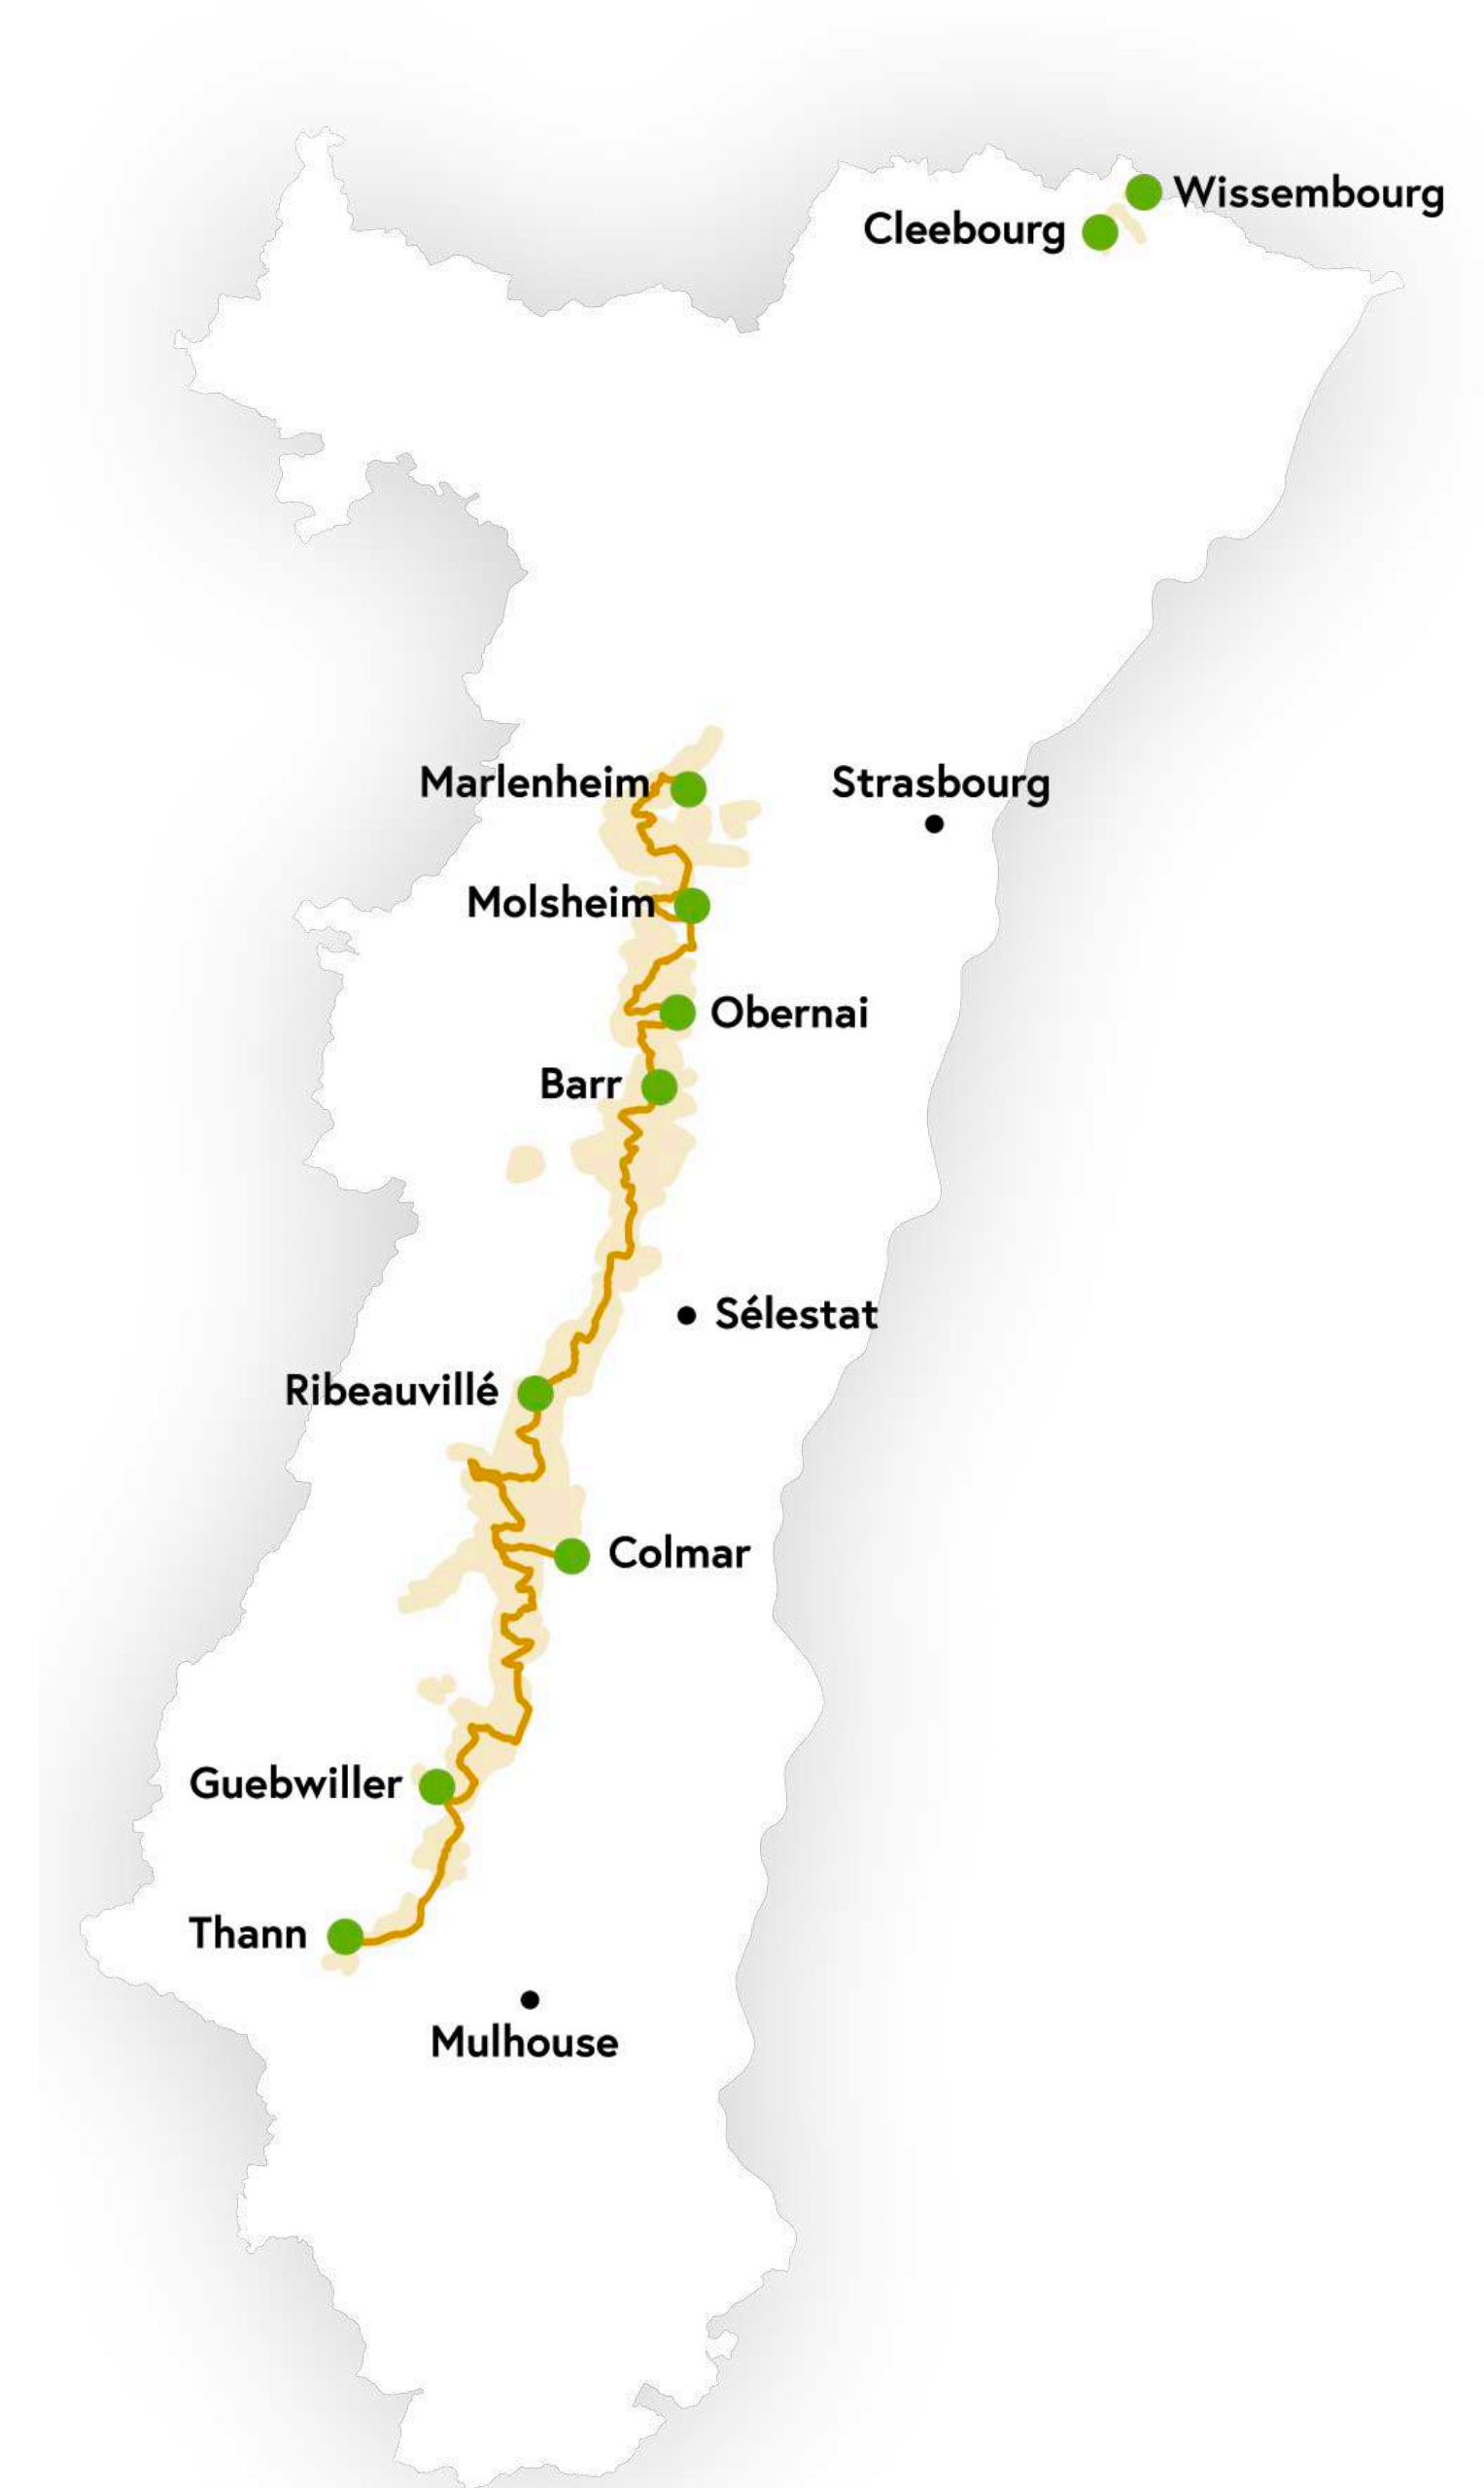 Wissembourg
Cleebourg
Marlenheim
Strasbourg
Molsheim
Obernai
Barr
Sélestat
Ribeauvillé
Colmar
Guebwiller
Thann
Mulhouse